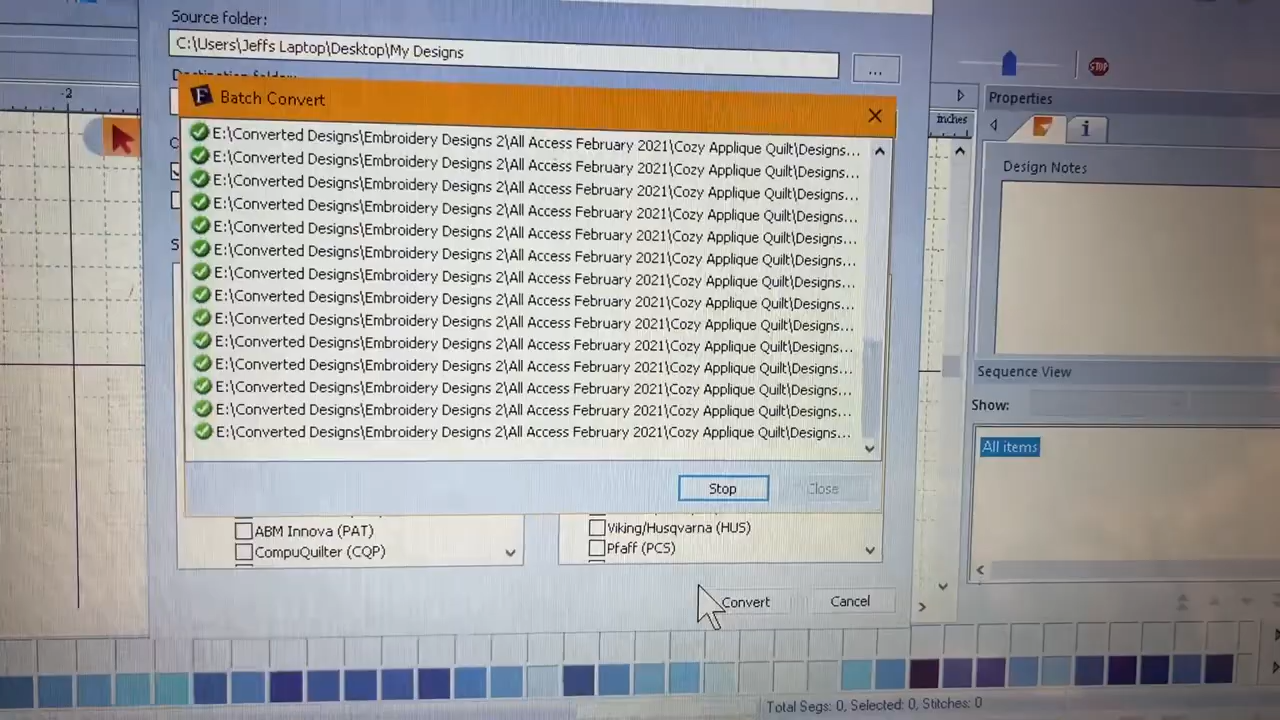 Source folder:
C:\Users\Jeffs Laptop\Desktop\My Designs
...
Destination folder:
-2
Batch Convert
inches
Properties
STOP
i
E:\Converted Designs\Embroidery Designs 2\All Access February 2021\Cozy Applique Quilt\Designs...
E:\Converted Designs\Embroidery Designs 2\All Access February 2021\Cozy Applique Quilt\Designs...
E:\Converted Designs\Embroidery Designs 2\All Access February 2021\Cozy Applique Quilt\Designs...
E:\Converted Designs\Embroidery Designs 2\All Access February 2021\Cozy Applique Quilt\Designs...
E:\Converted Designs\Embroidery Designs 2\All Access February 2021\Cozy Applique Quilt\Designs...
E:\Converted Designs\Embroidery Designs 2\All Access February 2021\Cozy Applique Quilt\Designs...
E:\Converted Designs\Embroidery Designs 2\All Access February 2021\Cozy Applique Quilt\Designs...
E:\Converted Designs\Embroidery Designs 2\All Access February 2021\Cozy Applique Quilt\Designs...
E:\Converted Designs\Embroidery Designs 2\All Access February 2021\Cozy Applique Quilt\Designs...
E:\Converted Designs\Embroidery Designs 2\All Access February 2021\Cozy Applique Quilt\Designs...
E:\Converted Designs\Embroidery Designs 2\All Access February 2021\Cozy Applique Quilt\Designs...
E:\Converted Designs\Embroidery Designs 2\All Access February 2021\Cozy Applique Quilt\Designs...
E:\Converted Designs\Embroidery Designs 2\All Access February 2021\Cozy Applique Quilt\Designs...
E:\Converted Designs\Embroidery Designs 2\All Access February 2021\Cozy Applique Quilt\Designs...
Design Notes
Sequence View
Show:
All items
Stop
Close
ABM Innova (PAT)
CompuQuilter (CQP)
Viking/Husqvarna (HUS)
Pfaff (PCS)
Convert
Cancel
Total Segs: 0, Selected: 0, Stitches: 0